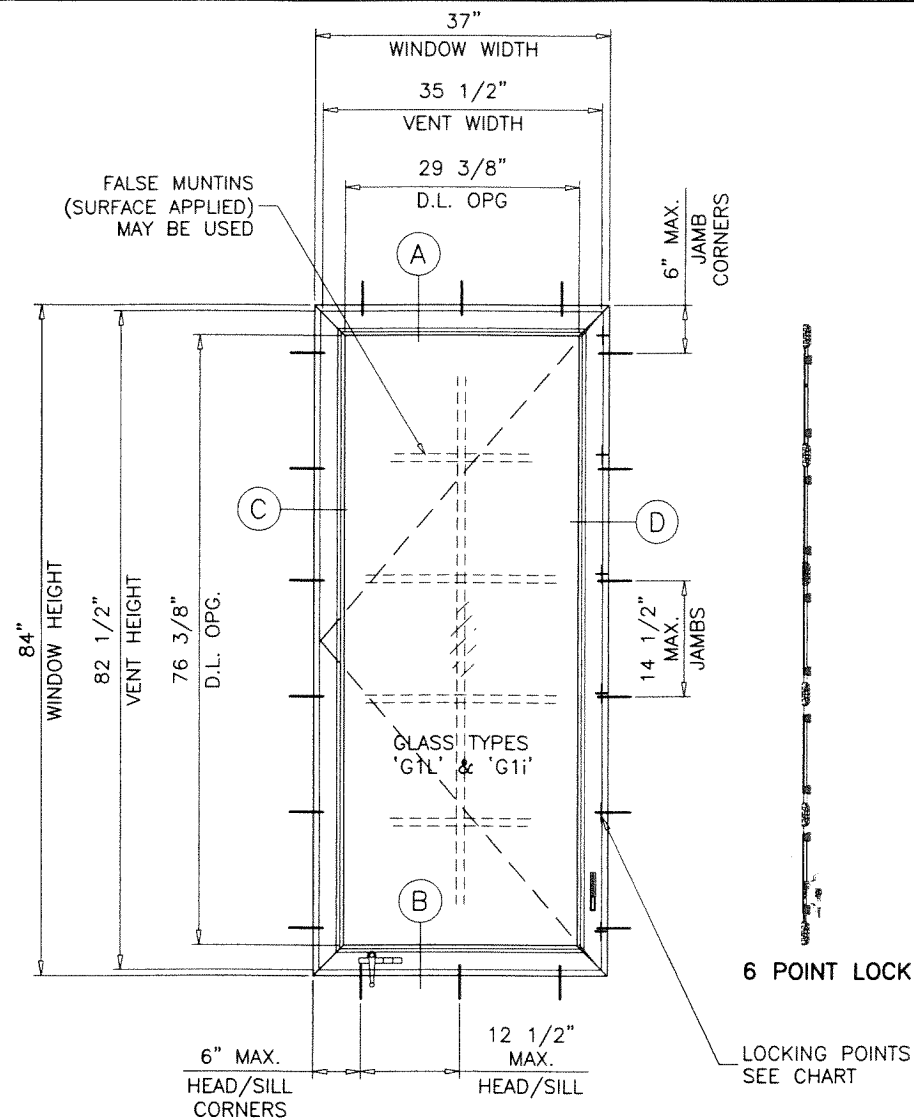 37"
WINDOW WIDTH
35 1/2"
VENT WIDTH
29 3/8"
D.L. OPG
FALSE MUNTINS
(SURFACE APPLIED)
MAY BE USED
6" MAX.
JAMB
CORNERS
A
C
D
84"
WINDOW HEIGHT
82 1/2"
VENT HEIGHT
76 3/8"
D.L. OPG.
14 1/2"
MAX.
JAMBS
GLASS TYPES
'G1L' & 'G1i'
B
6 POINT LOCK
6" MAX.
HEAD/SILL
CORNERS
12 1/2"
MAX.
HEAD/SILL
LOCKING POINTS
SEE CHART